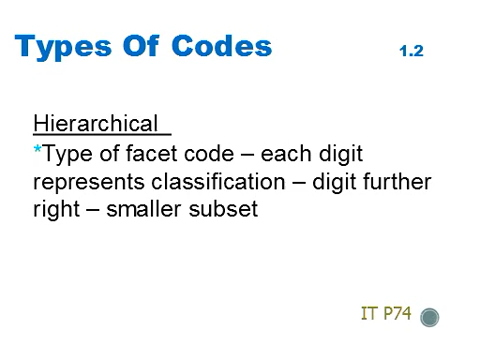 Types Of Codes 1.2
Hierarchical
*Type of facet code – each digit
represents classification – digit further
right – smaller subset
IT P74